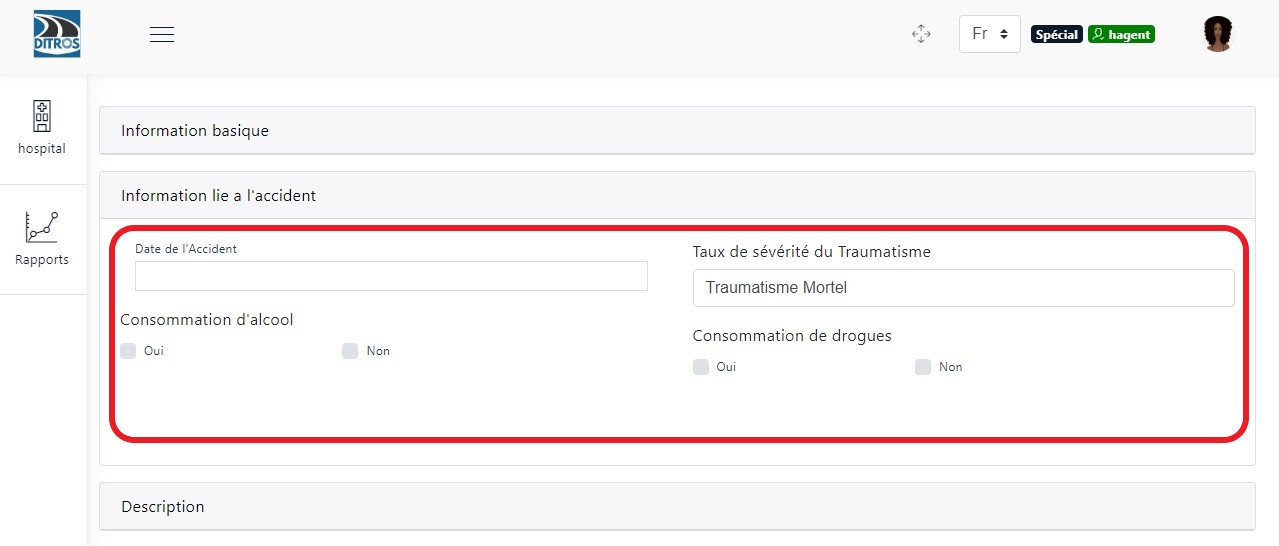 DITROS
Fr
Spécial
hagent
hospital
Rapports
Information basique
Information lie a l'accident
Date de l'Accident
Consommation d'alcool
Oui Non
Taux de sévérité du Traumatisme
Traumatisme Mortel
Consommation de drogues
Oui Non
Description